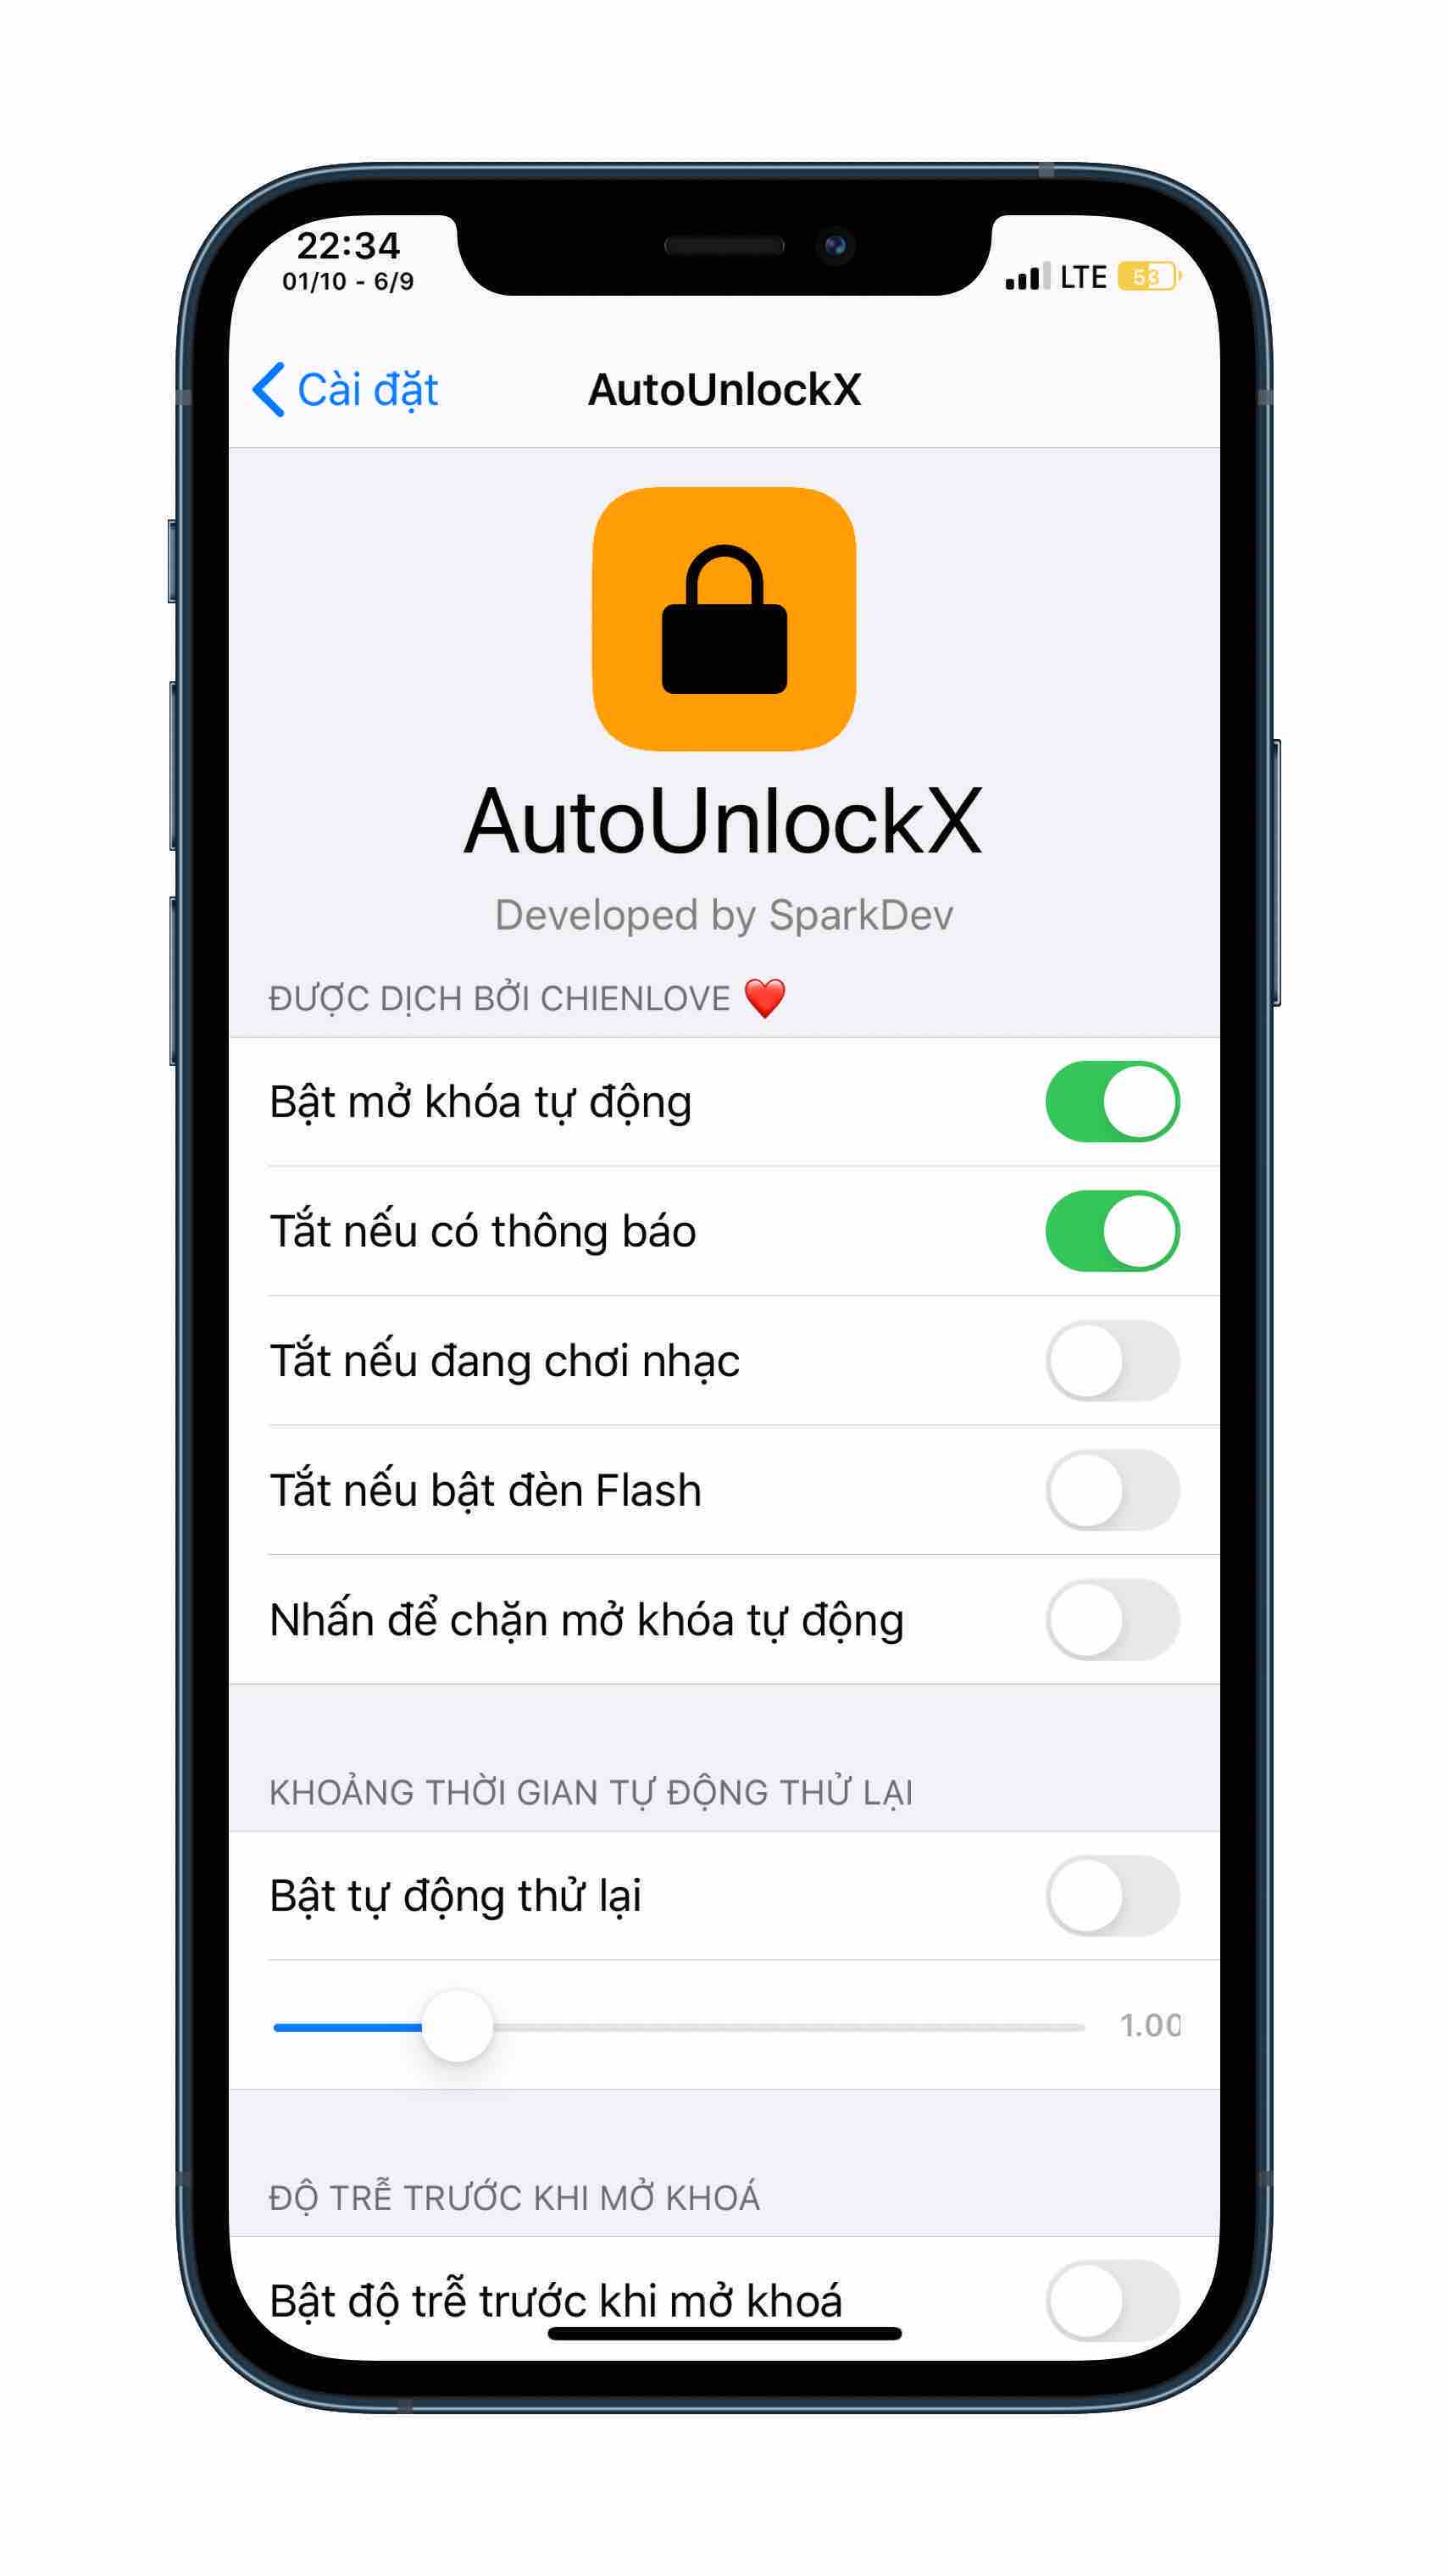 22:34
01/10 - 6/9
LTE 53
Cài đặt
AutoUnlockX
AutoUnlockX
Developed by SparkDev
ĐƯỢC DỊCH BỞI CHIENLOVE ❤️
Bật mở khóa tự động
Tắt nếu có thông báo
Tắt nếu đang chơi nhạc
Tắt nếu bật đèn Flash
Nhấn để chặn mở khóa tự động
KHOẢNG THỜI GIAN TỰ ĐỘNG THỬ LẠI
Bật tự động thử lại
1.00
ĐỘ TRỄ TRƯỚC KHI MỞ KHOÁ
Bật độ trễ trước khi mở khoá